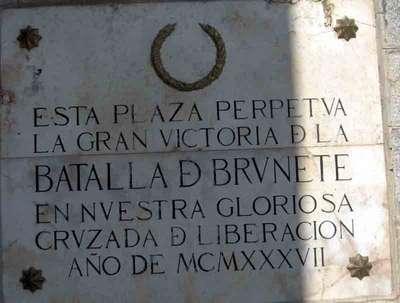 ESTA PLAZA PERPETVA
LA GRAN VICTORIA Đ LA
BATALLA Đ BRVNETE
EN NVESTRA GLORIOSA
CRVZADA Đ LIBERACION
AÑO DE MCMXXXVII